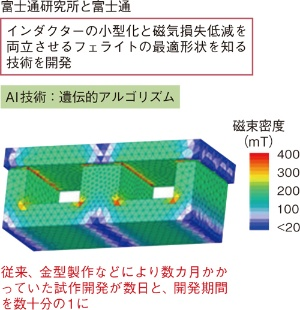 富士通研究所と富士通
インダクターの小型化と磁気損失低減を
両立させるフェライトの最適形状を知る
技術を開発
AI技術：遺伝的アルゴリズム
磁束密度
(mT)
400
300
200
100
<20
従来、金型製作などにより数カ月かか
っていた試作開発が数日と、開発期間
を数十分の1に